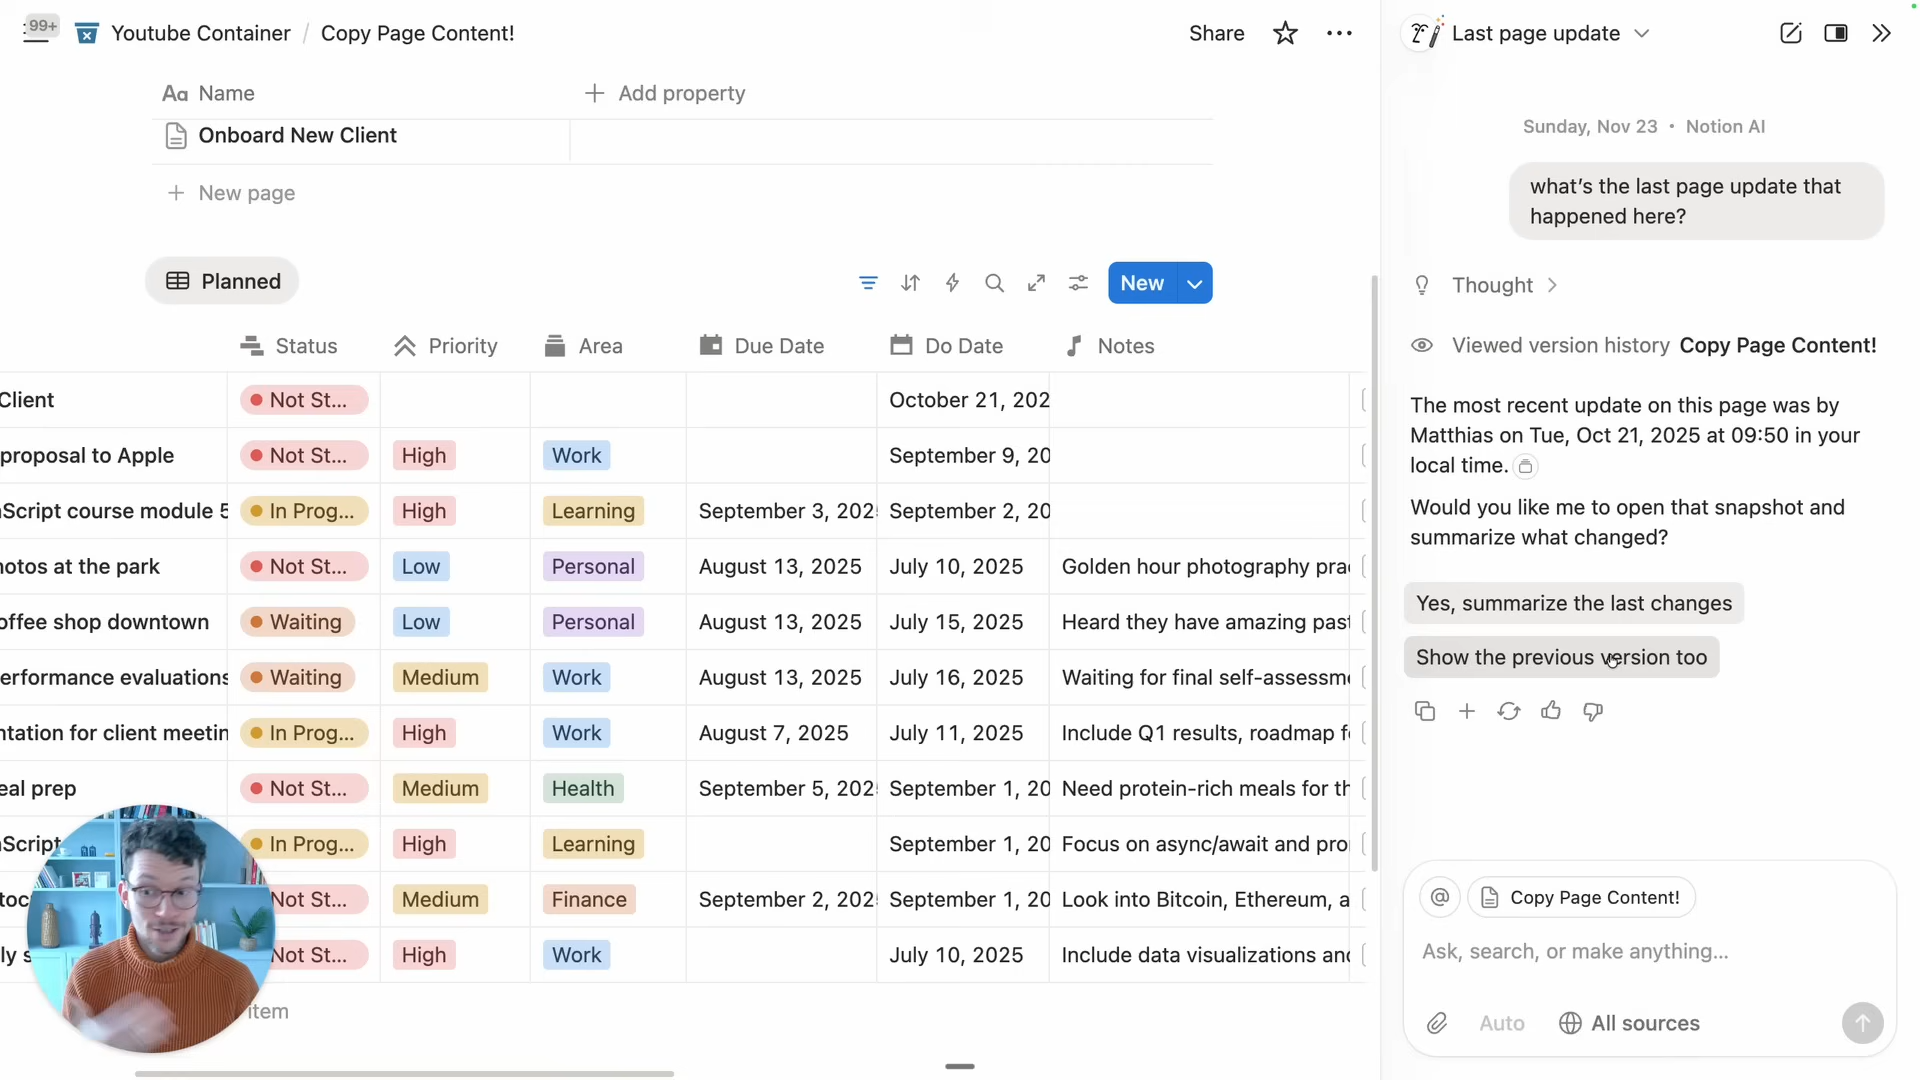 99+
Youtube Container / Copy Page Content!
Share
Last page update
Aa Name
Add property
Onboard New Client
New page
Planned
New
Status
Priority
Area
Due Date
Do Date
Notes
Client
Not St...
October 21, 202
proposal to Apple
Not St...
High
Work
September 9, 20
Script course module 5
In Prog...
High
Learning
September 3, 202
September 2, 20
hotos at the park
Not St...
Low
Personal
August 13, 2025
July 10, 2025
Golden hour photography pra
offee shop downtown
Waiting
Low
Personal
August 13, 2025
July 15, 2025
Heard they have amazing past
erformance evaluations
Waiting
Medium
Work
August 13, 2025
July 16, 2025
Waiting for final self-assessm
ntation for client meetin
In Prog...
High
Work
August 7, 2025
July 11, 2025
Include Q1 results, roadmap f
eal prep
Not St...
Medium
Health
September 5, 202
September 1, 20
Need protein-rich meals for th
Script
In Prog...
High
Learning
September 1, 20
Focus on async/await and pro
toc
Not St...
Medium
Finance
September 2, 202
September 1, 20
Look into Bitcoin, Ethereum, a
ly s
Not St...
High
Work
July 10, 2025
Include data visualizations and
item
Sunday, Nov 23 • Notion AI
what's the last page update that
happened here?
Thought
Viewed version history Copy Page Content!
The most recent update on this page was by
Matthias on Tue, Oct 21, 2025 at 09:50 in your
local time.
Would you like me to open that snapshot and
summarize what changed?
Yes, summarize the last changes
Show the previous version too
@ Copy Page Content!
Ask, search, or make anything...
Auto
All sources